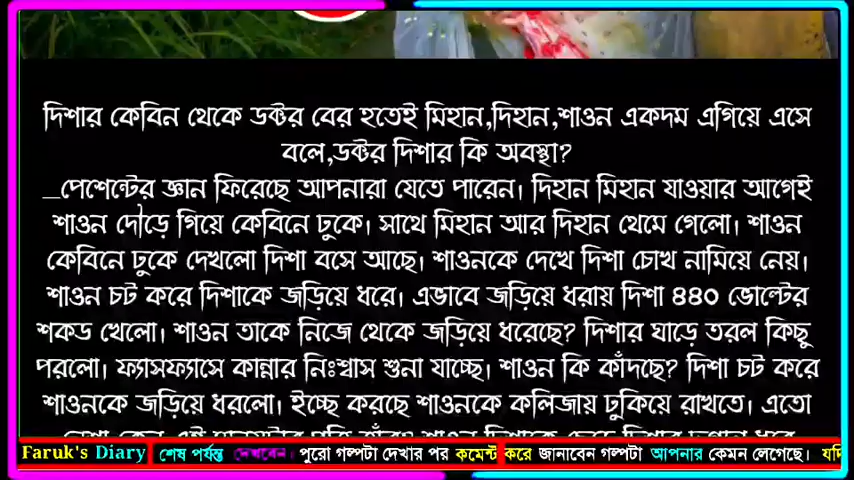 দিশার কেবিন থেকে ডক্টর বের হতেই মিহান,দিহান,শাওন একদম এগিয়ে এসে
বলে,ডক্টর দিশার কি অবস্থা?
_পেশেন্টের জ্ঞান ফিরেছে আপনারা যেতে পারেন। দিহান মিহান যাওয়ার আগেই
শাওন দৌড়ে গিয়ে কেবিনে ঢুকে। সাথে মিহান আর দিহান থেমে গেলো। শাওন
কেবিনে ঢুকে দেখলো দিশা বসে আছে। শাওনকে দেখে দিশা চোখ নামিয়ে নেয়।
শাওন চট করে দিশাকে জড়িয়ে ধরে। এভাবে জড়িয়ে ধরায় দিশা ৪৪০ ভোল্টের
শকড খেলো। শাওন তাকে নিজে থেকে জড়িয়ে ধরেছে? দিশার ঘাড়ে তরল কিছু
পরলো। ফ্যাসফ্যাসে কান্নার নিঃশ্বাস শুনা যাচ্ছে। শাওন কি কাঁদছে? দিশা চট করে
শাওনকে জড়িয়ে ধরলো। ইচ্ছে করছে শাওনকে কলিজায় ঢুকিয়ে রাখতে। এতো
Faruk's Diary শেষ পর্যন্ত দেখবেন। পুরো গল্পটা দেখার পর কমেন্ট করে জানাবেন গল্পটা আপনার কেমন লেগেছে। যদি